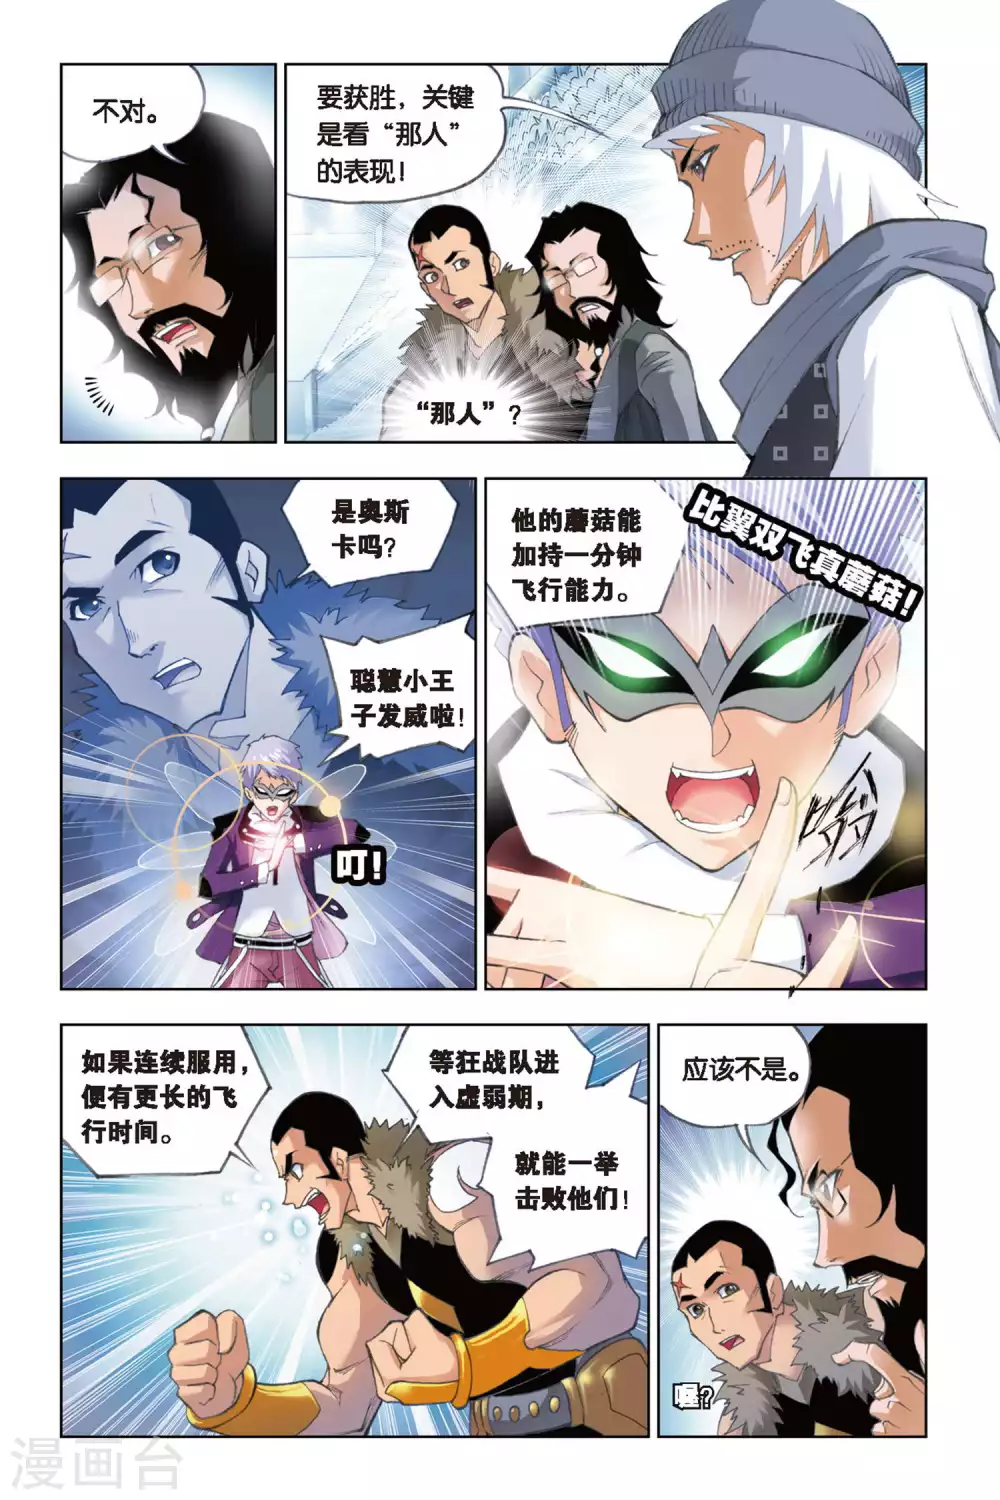 不对。
要获胜，关键
是看“那人”
的表现！
“那人”？
是奥斯
卡吗？
聪慧小王
子发威啦！
叮！
他的蘑菇能
加持一分钟
飞行能力。
比翼双飞真蘑菇！
如果连续服用，
便有更长的飞
行时间。
等狂战队进
入虚弱期，
就能一举
击败他们！
应该不是。
喔？
漫画台